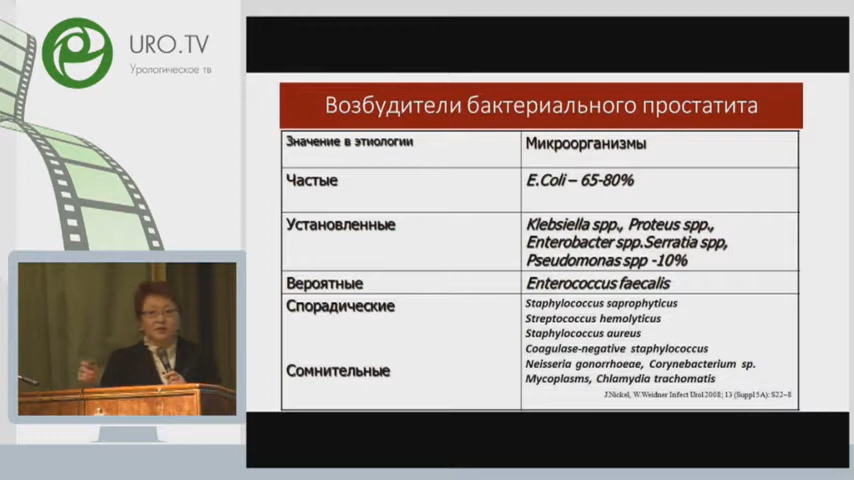 URO.TV
Урологическое тв
Возбудители бактериального простатита
Значение в этиологии
Микроорганизмы
Частые
E.Coli – 65-80%
Установленные
Klebsiella spp., Proteus spp.,
Enterobacter spp.Serratia spp,
Pseudomonas spp -10%
Вероятные
Enterococcus faecalis
Спорадические
Staphylococcus saprophyticus
Streptococcus hemolyticus
Staphylococcus aureus
Coagulase-negative staphylococcus
Сомнительные
Neisseria gonorrhoeae, Corynebacterium sp.
Mycoplasms, Chlamydia trachomatis
J.Nickel, W.Weidner Infect Urol 2008; 13 (Suppl 5A): S22–8